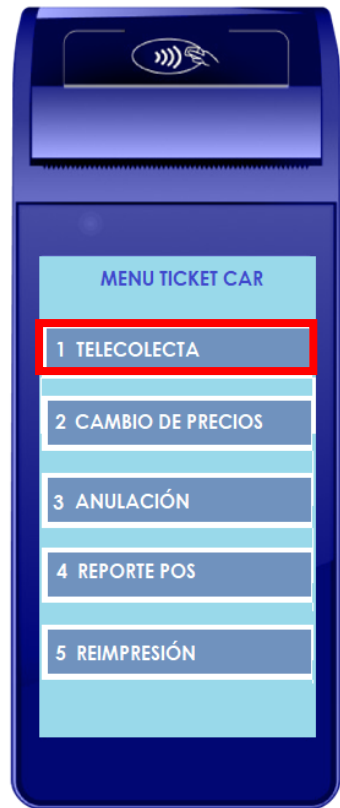 MENU TICKET CAR
1 TELECOLECTA
2 CAMBIO DE PRECIOS
3 ANULACIÓN
4 REPORTE POS
5 REIMPRESIÓN